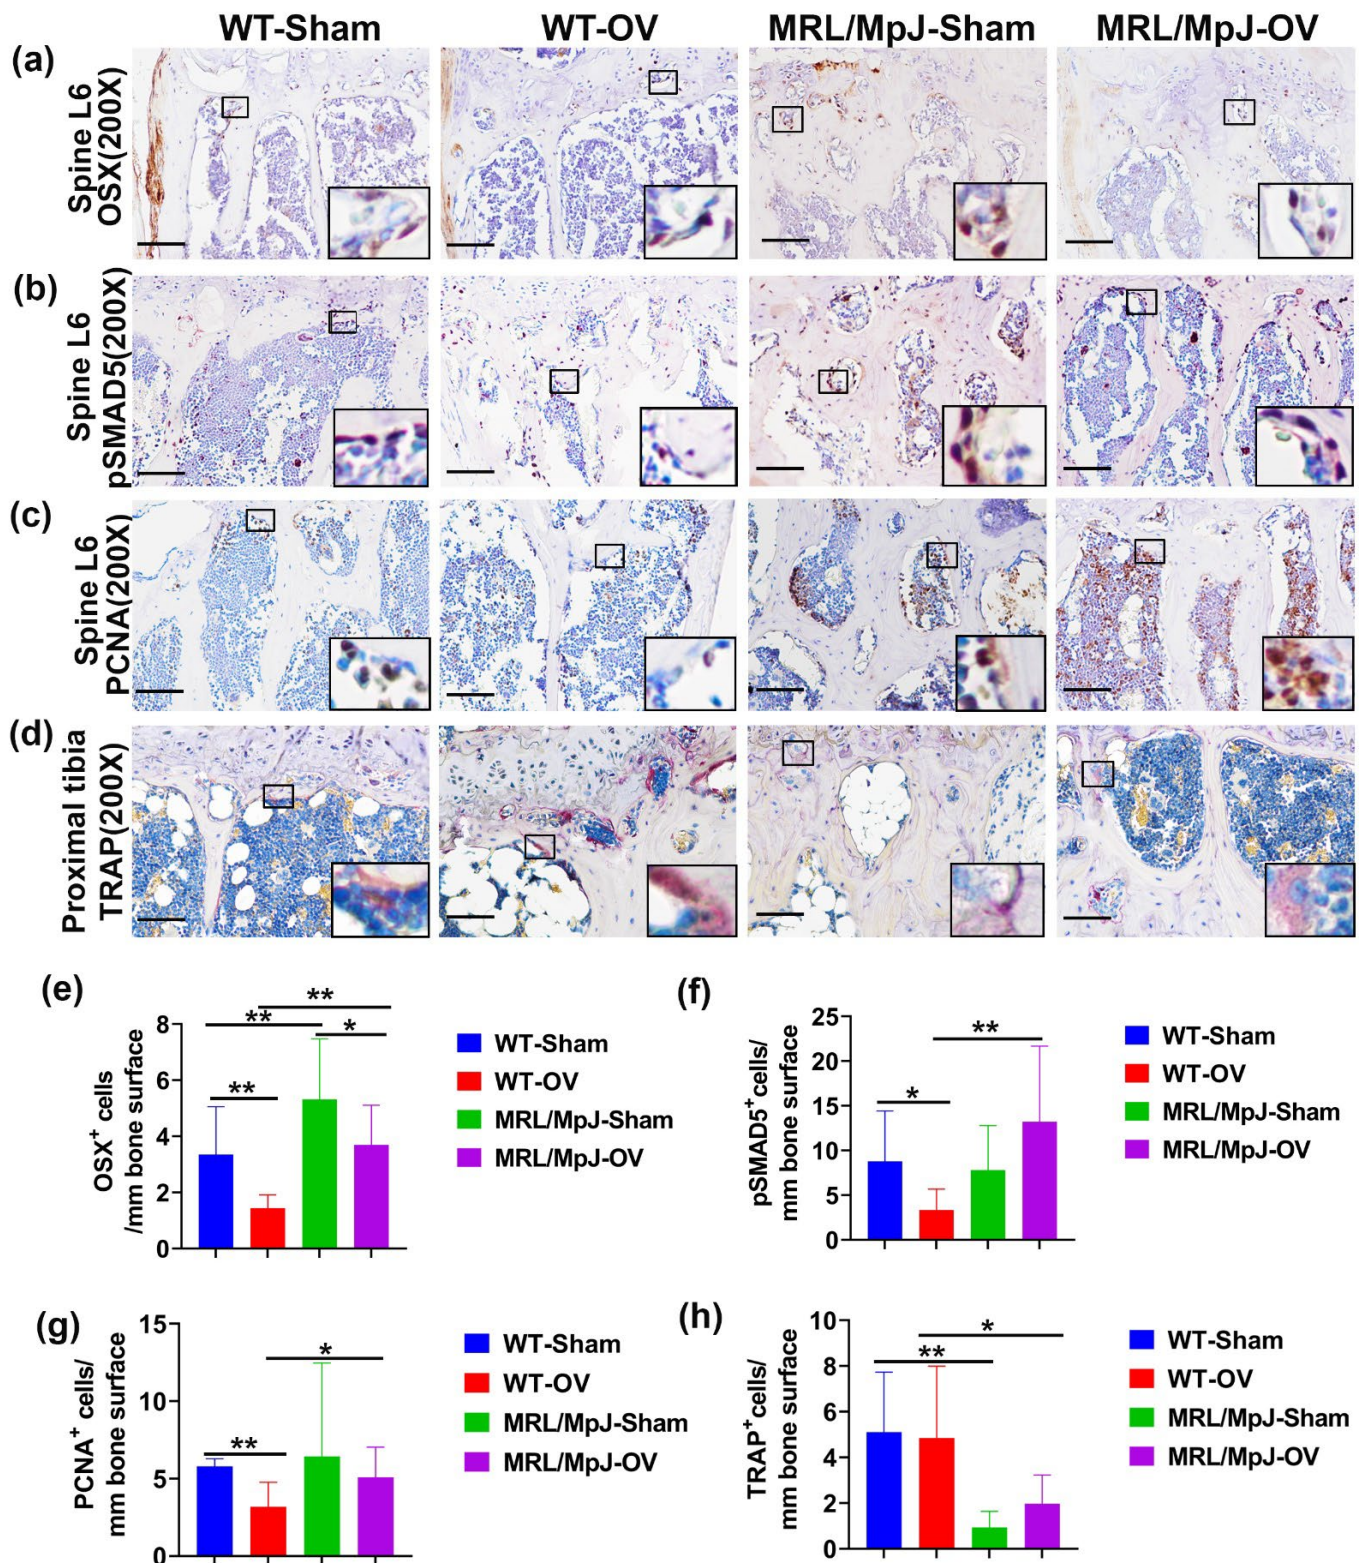 WT-Sham WT-OV MRL/MpJ-Sham MRL/MpJ-OV
(a)
Spine L6
OSX(200X)
(b)
Spine L6
pSMAD5(200X)
(c)
Spine L6
PCNA(200X)
(d)
Proximal tibia
TRAP(200X)
(e)
OSX+ cells
/mm bone surface
8
6
4
2
0
**
**
*
**
WT-Sham
WT-OV
MRL/MpJ-Sham
MRL/MpJ-OV
(f)
pSMAD5+cells/
mm bone surface
25
20
15
10
5
0
**
*
WT-Sham
WT-OV
MRL/MpJ-Sham
MRL/MpJ-OV
(g)
PCNA+ cells/
mm bone surface
15
10
5
0
*
**
WT-Sham
WT-OV
MRL/MpJ-Sham
MRL/MpJ-OV
(h)
TRAP+cells/
mm bone surface
10
8
6
4
2
0
*
**
WT-Sham
WT-OV
MRL/MpJ-Sham
MRL/MpJ-OV